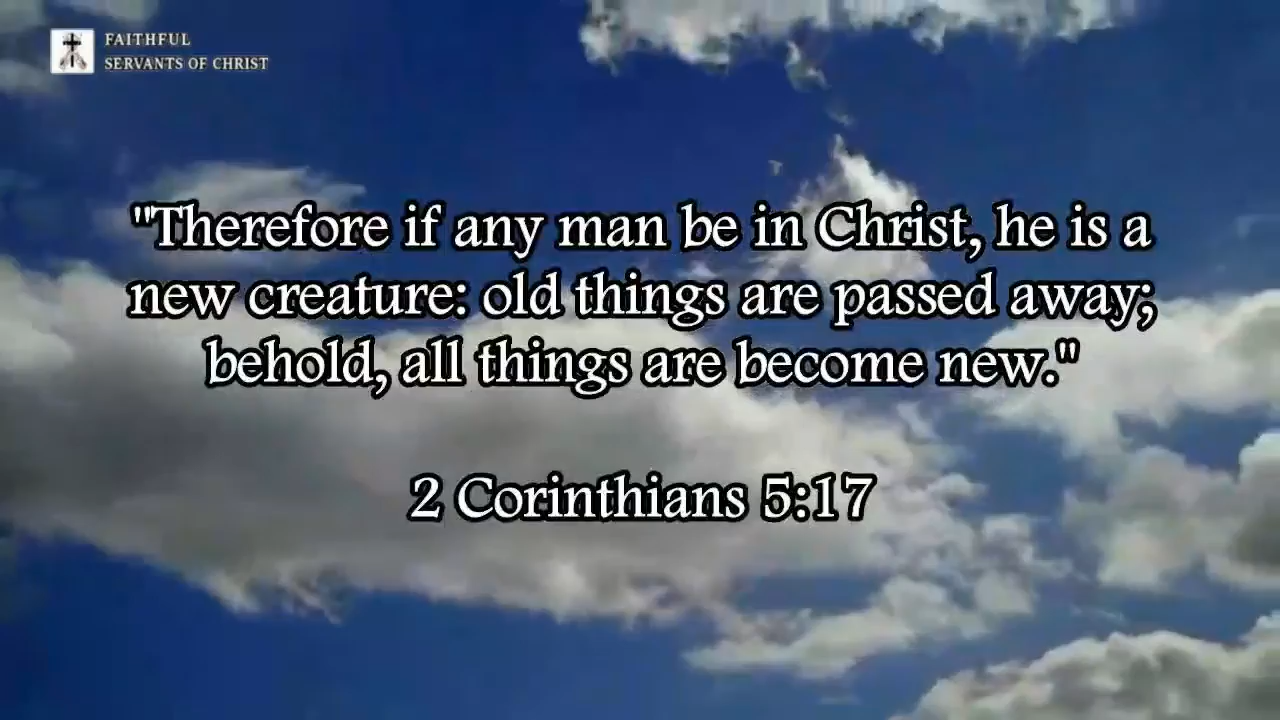 FAITHFUL
SERVANTS OF CHRIST
"Therefore if any man be in Christ, he is a
new creature: old things are passed away;
behold, all things are become new."
2 Corinthians 5:17